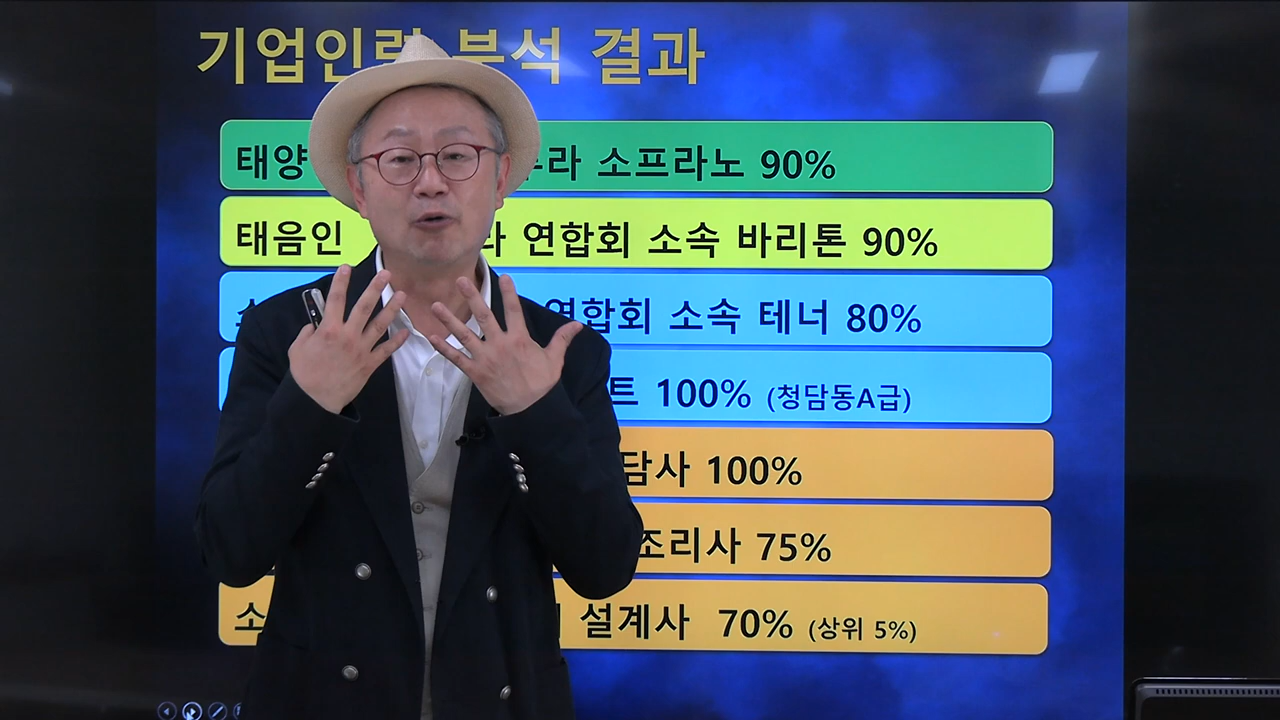 기업인력 분석 결과
태양 소프라노 90%
태음인 연합회 소속 바리톤 90%
연합회 소속 테너 80%
100% (청담동A급)
담사 100%
조리사 75%
설계사 70% (상위 5%)